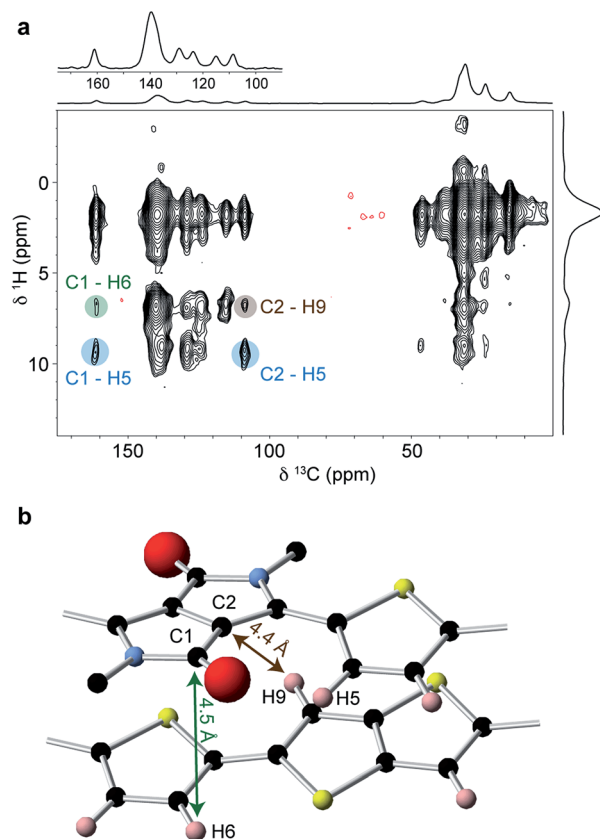 a
160 140 120 100
0
5
10
δ ¹H (ppm)
C1 - H6
C2 - H9
C1 - H5
C2 - H5
150 100 50
δ ¹³C (ppm)
b
C2
C1
4.4 Å
H9
H5
4.5 Å
H6